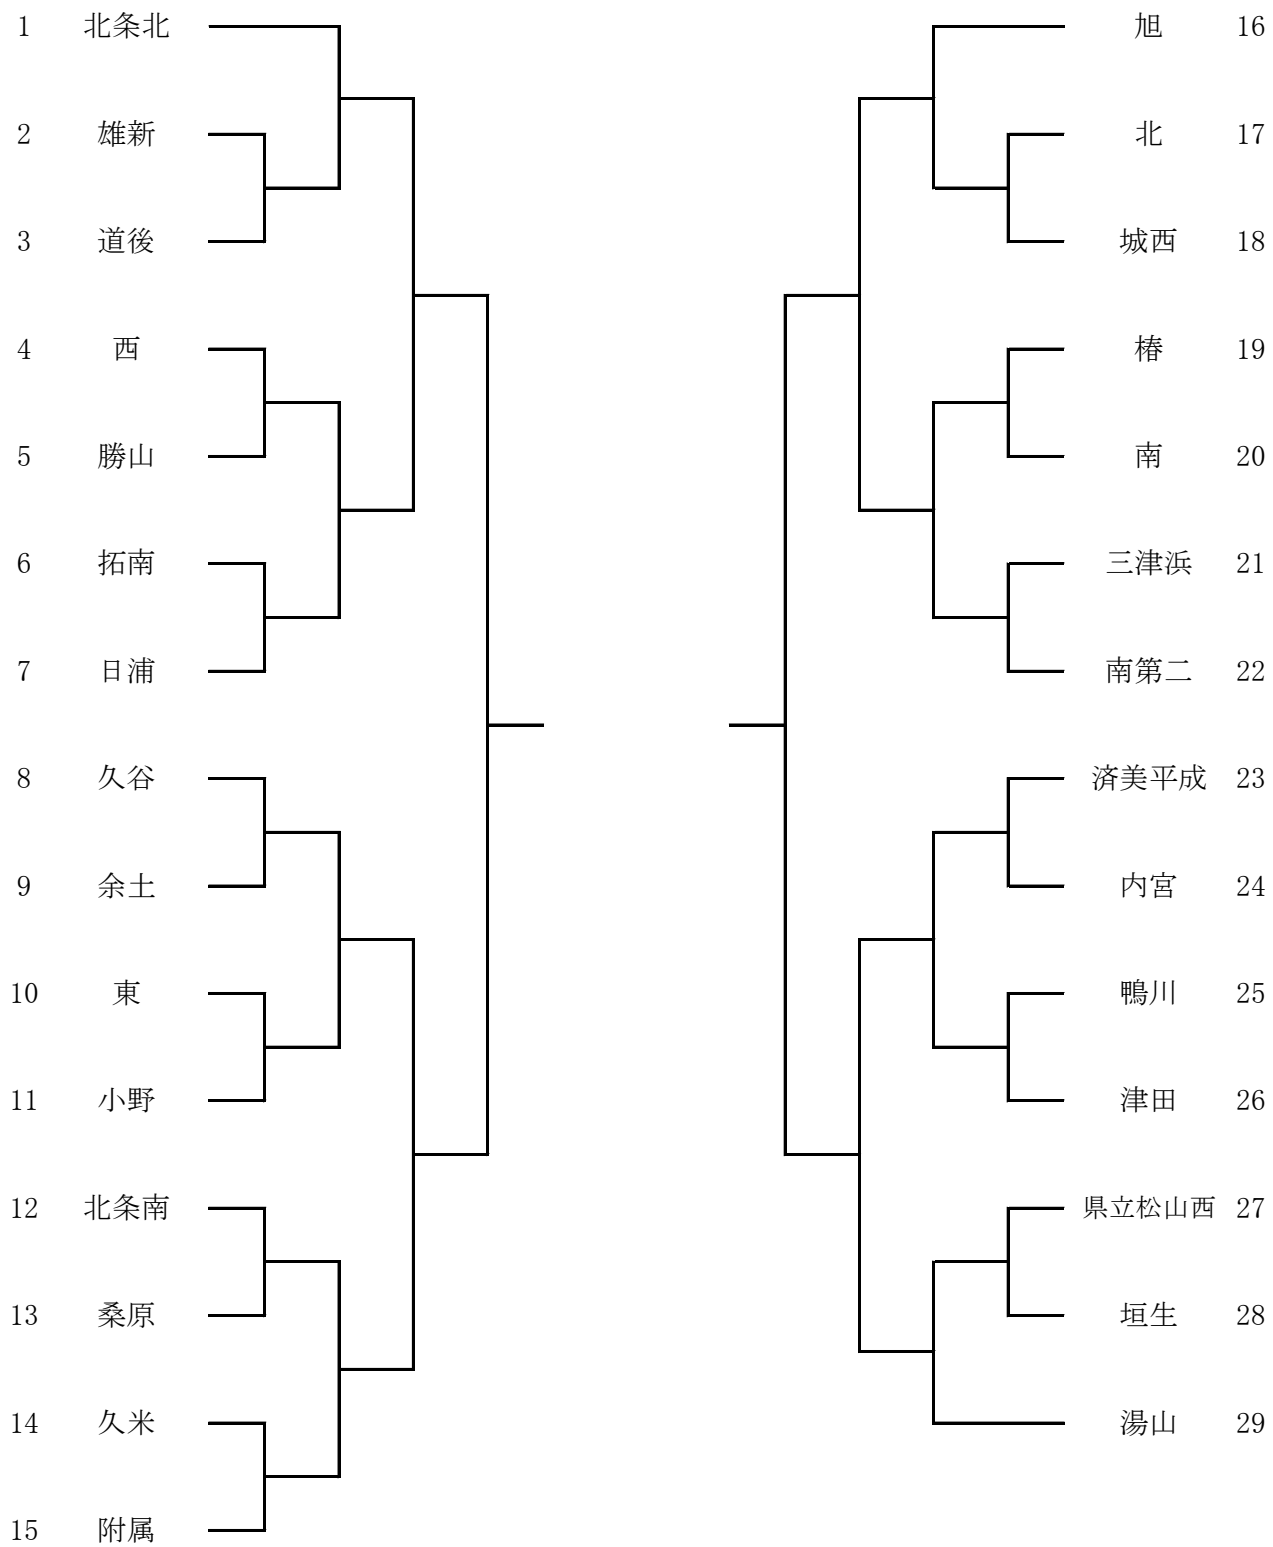 1 北条北
2 雄新
3 道後
4 西
5 勝山
6 拓南
7 日浦
8 久谷
9 余土
10 東
11 小野
12 北条南
13 桑原
14 久米
15 附属
旭 16
北 17
城西 18
椿 19
南 20
三津浜 21
南第二 22
済美平成 23
内宮 24
鴨川 25
津田 26
県立松山西 27
垣生 28
湯山 29